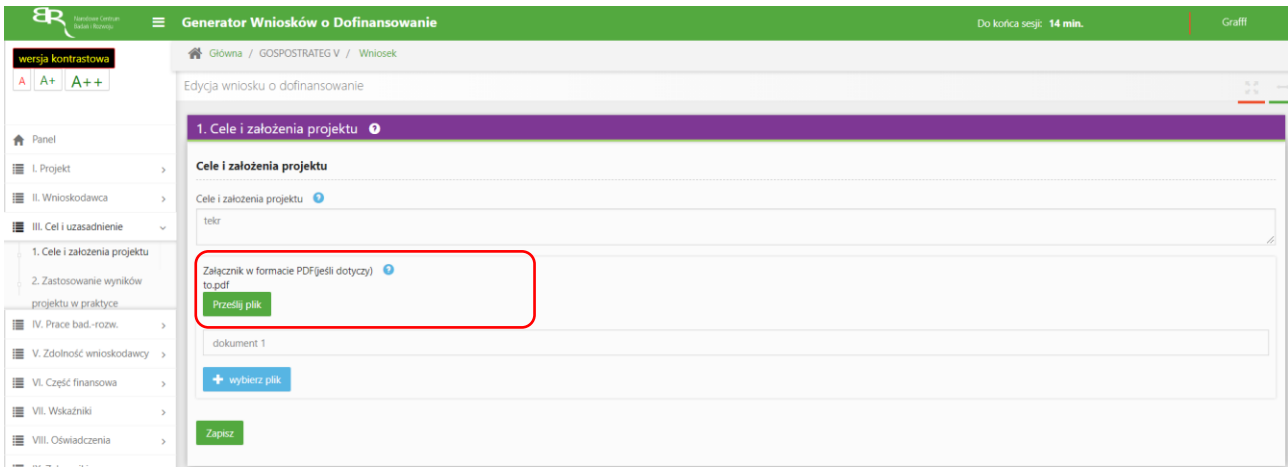 Narodowe Centrum
Badań i Rozwoju
Generator Wniosków o Dofinansowanie
Do końca sesji: 14 min.
Grafff
wersja kontrastowa
A A+ A++
Główna / GOSPOSTRATEG V / Wniosek
Edycja wniosku o dofinansowanie
Panel
I. Projekt
II. Wnioskodawca
III. Cel i uzasadnienie
1. Cele i założenia projektu
2. Zastosowanie wyników
projektu w praktyce
IV. Prace bad.-rozw.
V. Zdolność wnioskodawcy
VI. Część finansowa
VII. Wskaźniki
VIII. Oświadczenia
1. Cele i założenia projektu
Cele i założenia projektu
Cele i założenia projektu
tekr
Załącznik w formacie PDF(jeśli dotyczy)
to.pdf
Prześlij plik
dokument 1
+ wybierz plik
Zapisz